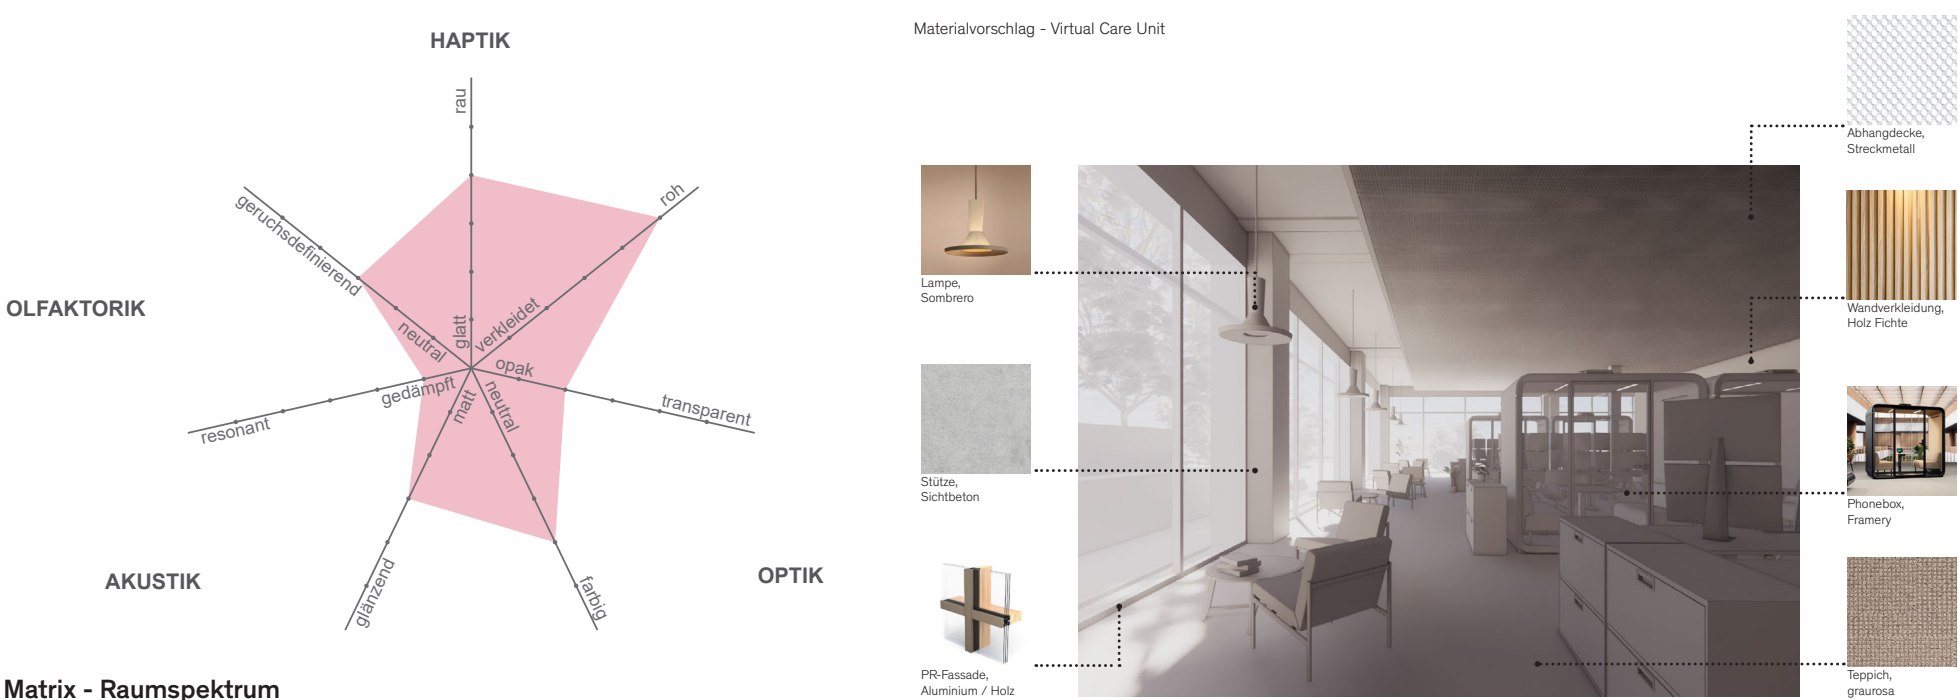 HAPTIK
rau
glatt
roh
verkleidet
geruchsdefinierend
neutral
OLFAKTORIK
opak
transparent
gedämpft
resonant
matt
glänzend
neutral
farbig
AKUSTIK
OPTIK
Matrix - Raumspektrum
Materialvorschlag - Virtual Care Unit
Lampe,
Sombrero
Stütze,
Sichtbeton
PR-Fassade,
Aluminium / Holz
Abhangdecke,
Streckmetall
Wandverkleidung,
Holz Fichte
Phonebox,
Framery
Teppich,
graurosa